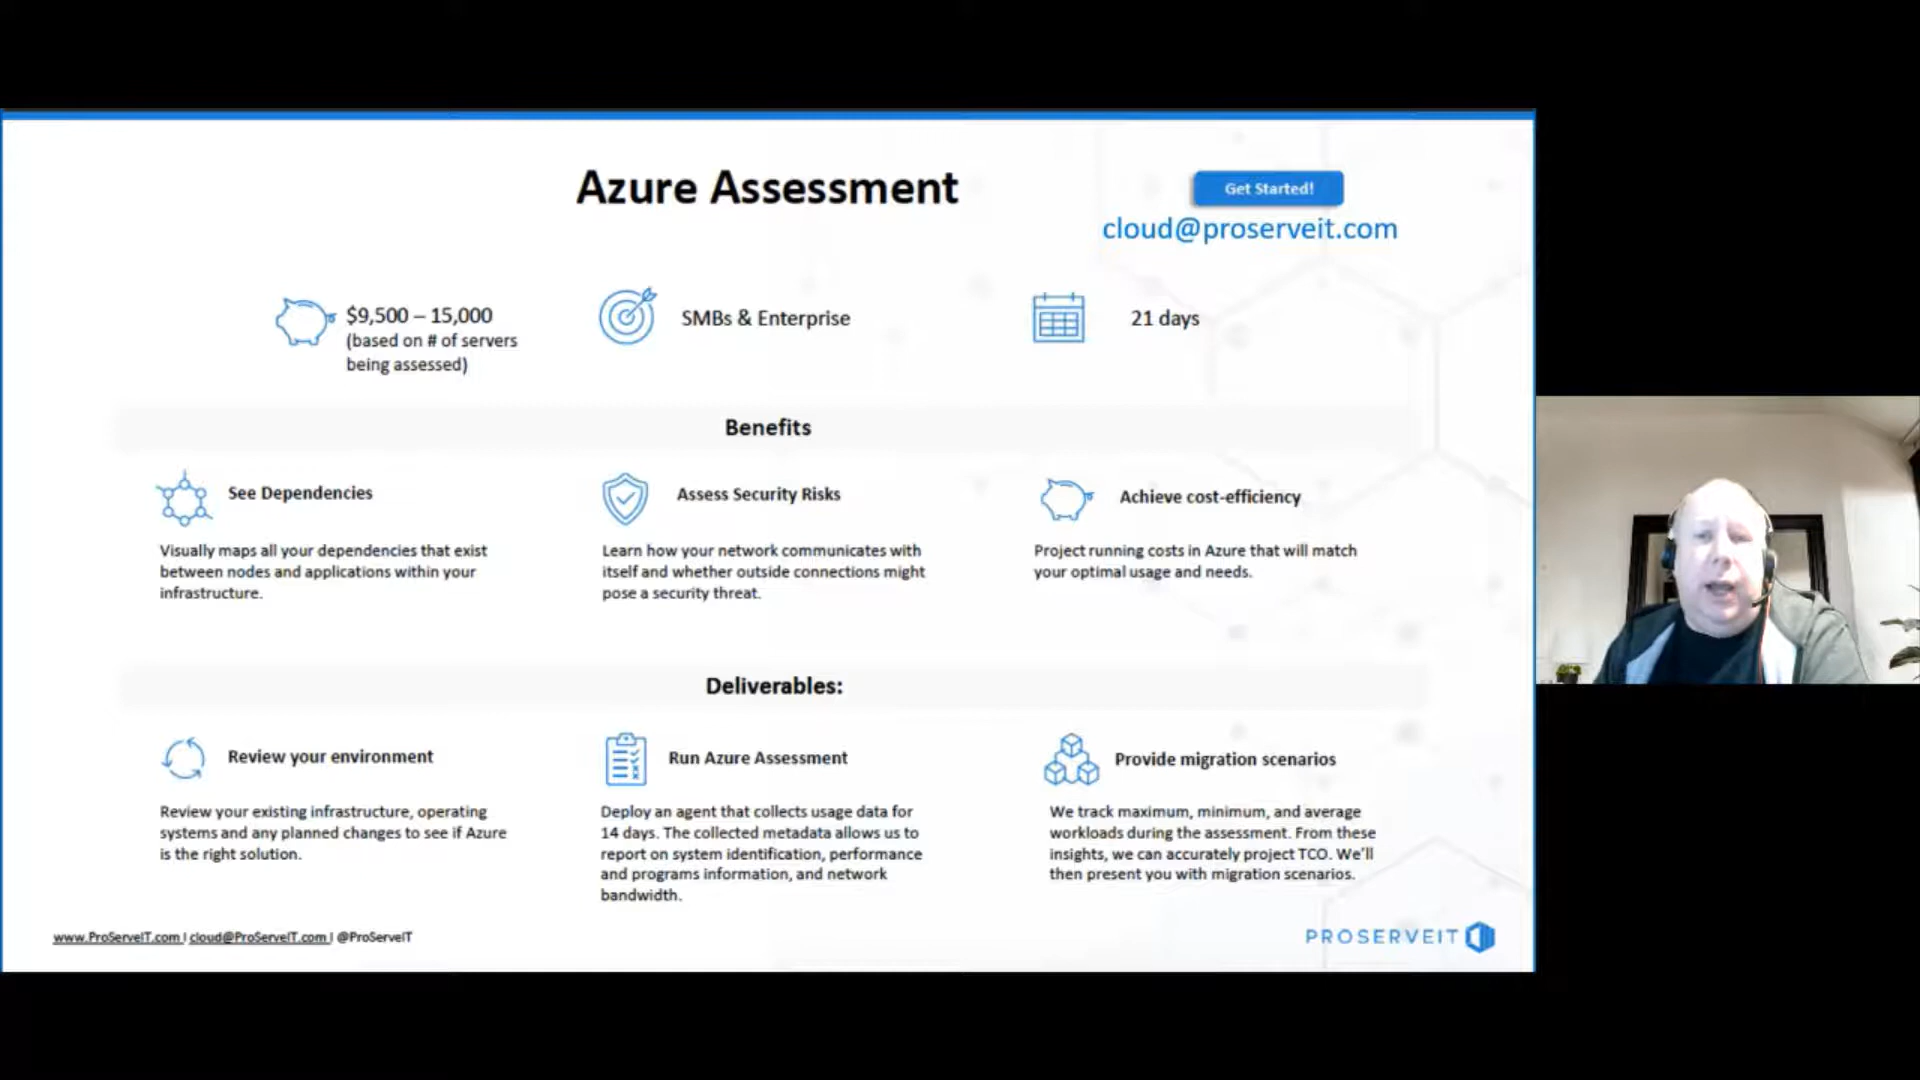 Azure Assessment
Get Started!
cloud@proserveit.com
$9,500 – 15,000
(based on # of servers
being assessed)
SMBs & Enterprise
21 days
Benefits
See Dependencies
Visually maps all your dependencies that exist
between nodes and applications within your
infrastructure.
Assess Security Risks
Learn how your network communicates with
itself and whether outside connections might
pose a security threat.
Achieve cost-efficiency
Project running costs in Azure that will match
your optimal usage and needs.
Deliverables:
Review your environment
Review your existing infrastructure, operating
systems and any planned changes to see if Azure
is the right solution.
Run Azure Assessment
Deploy an agent that collects usage data for
14 days. The collected metadata allows us to
report on system identification, performance
and programs information, and network
bandwidth.
Provide migration scenarios
We track maximum, minimum, and average
workloads during the assessment. From these
insights, we can accurately project TCO. We'll
then present you with migration scenarios.
www.ProServeIT.com | cloud@ProServeIT.com | @ProServeIT
PROSERVEIT